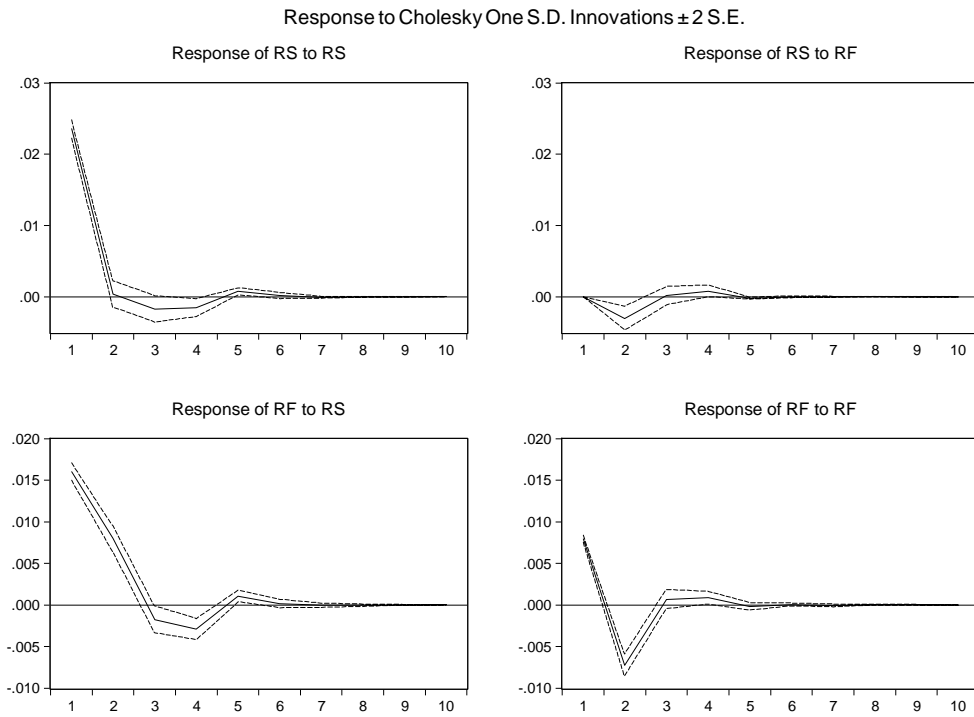 Response to Cholesky One S.D. Innovations ± 2 S.E.
Response of RS to RS
.03
.02
.01
.00
1 2 3 4 5 6 7 8 9 10
Response of RS to RF
.03
.02
.01
.00
1 2 3 4 5 6 7 8 9 10
Response of RF to RS
.020
.015
.010
.005
.000
-.005
-.010
1 2 3 4 5 6 7 8 9 10
Response of RF to RF
.020
.015
.010
.005
.000
-.005
-.010
1 2 3 4 5 6 7 8 9 10